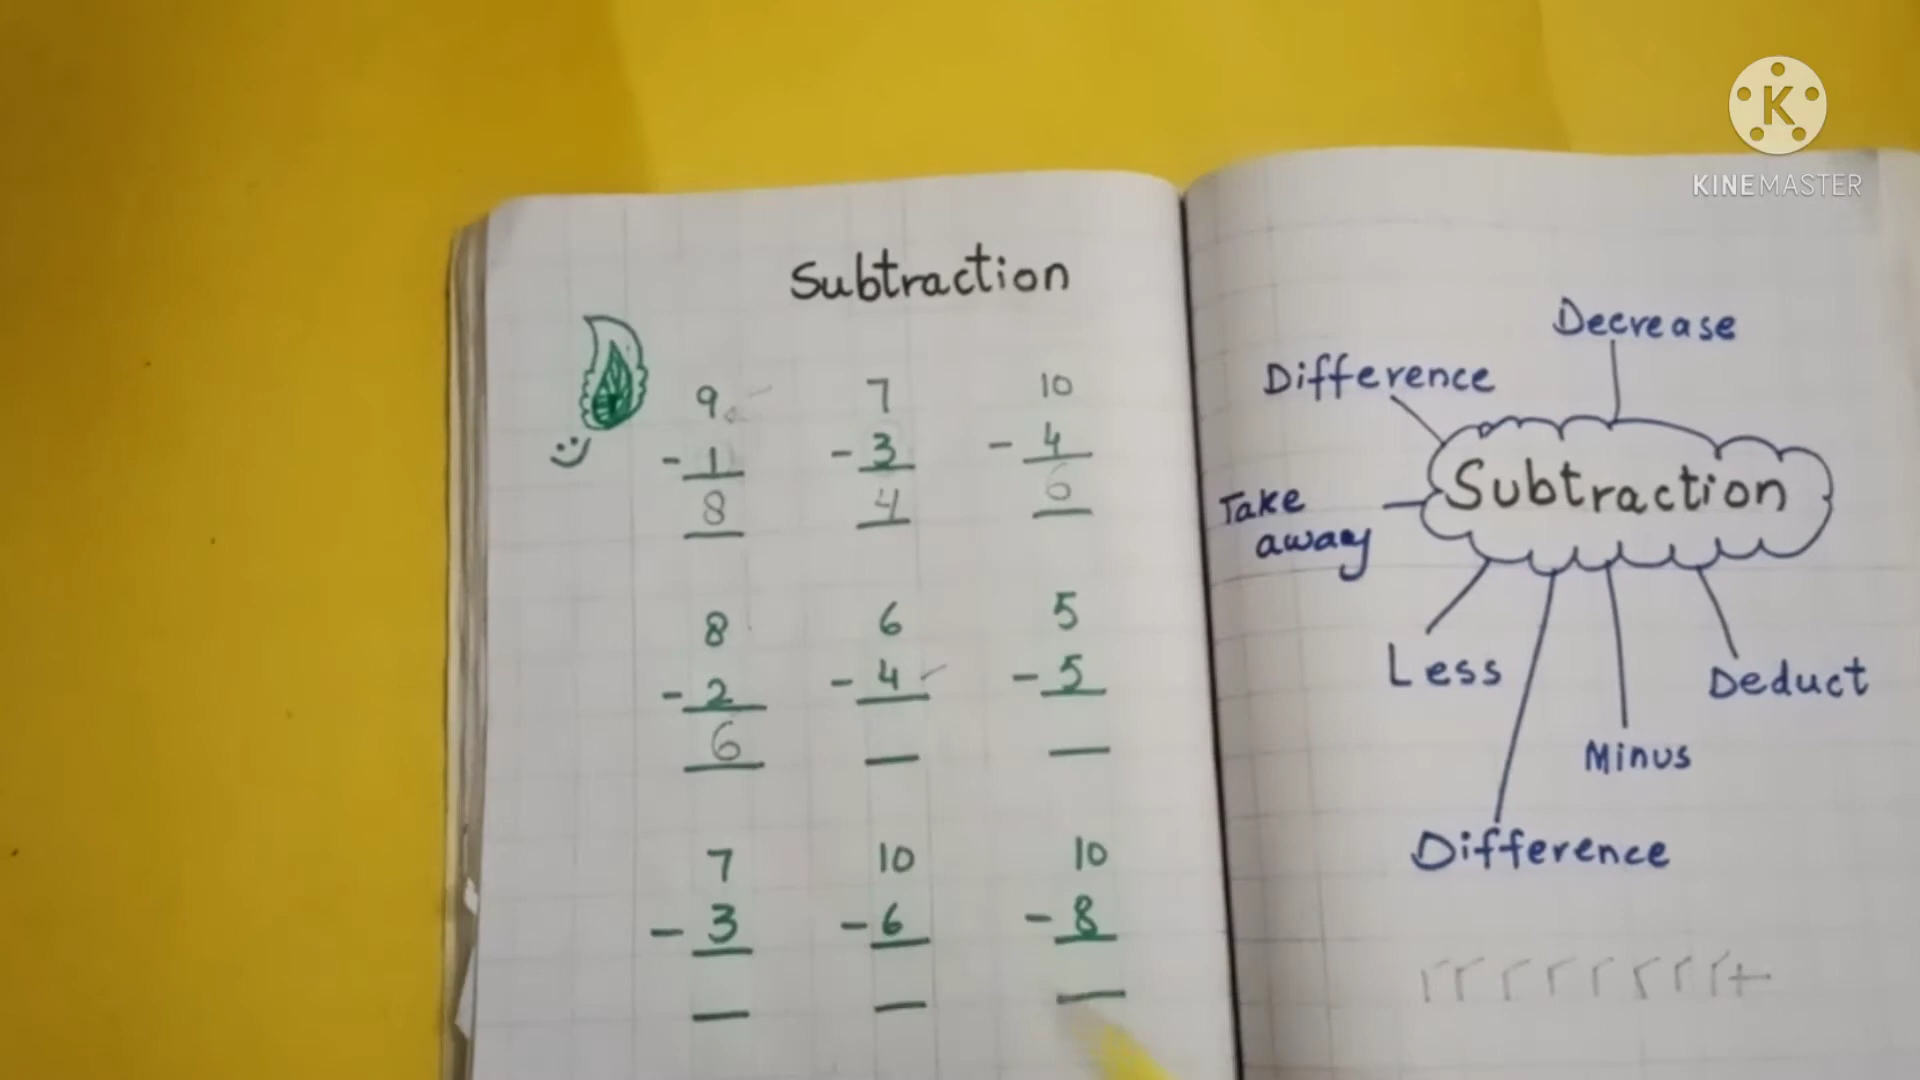 Subtraction
9 7 10
- 1 - 3 - 4
8 4 6
8 6 5
- 2 - 4 - 5
6
7 10 10
- 3 - 6 - 8
Decrease
Difference
Subtraction
Take
away
Less
Deduct
Minus
Difference
K
KINEMASTER